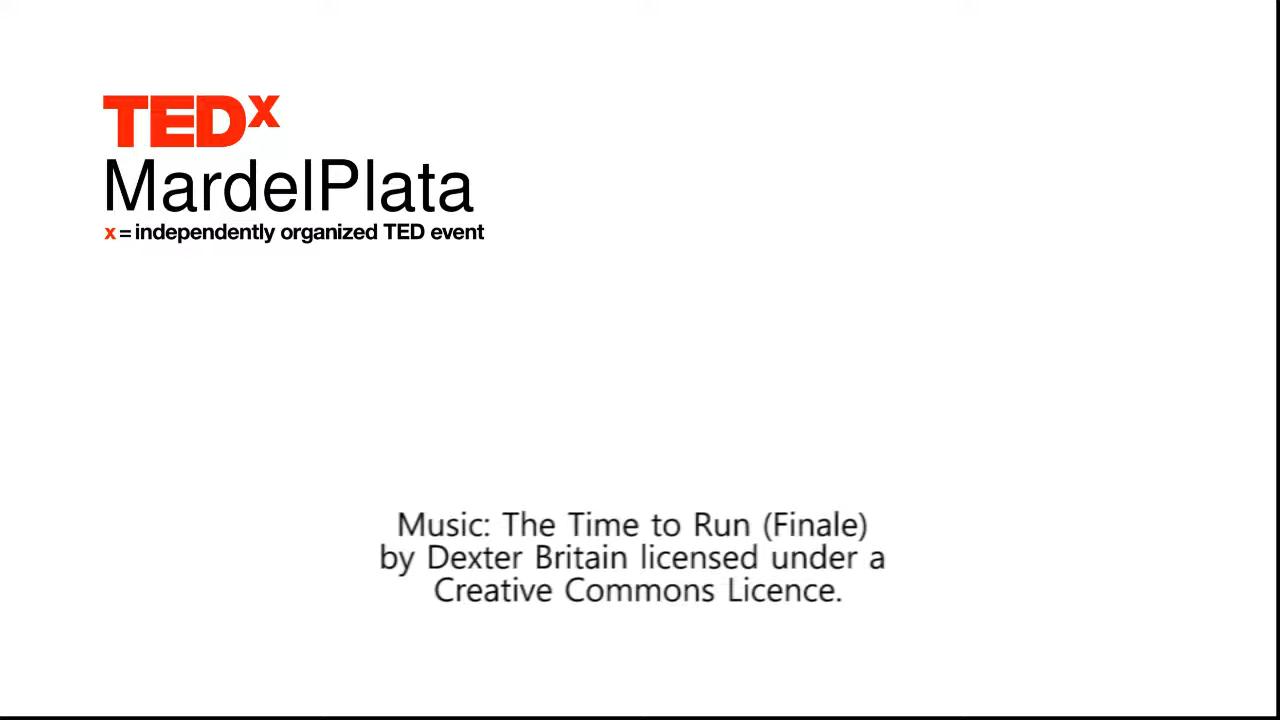 TEDx
MardelPlata
x = independently organized TED event
Music: The Time to Run (Finale)
by Dexter Britain licensed under a
Creative Commons Licence.